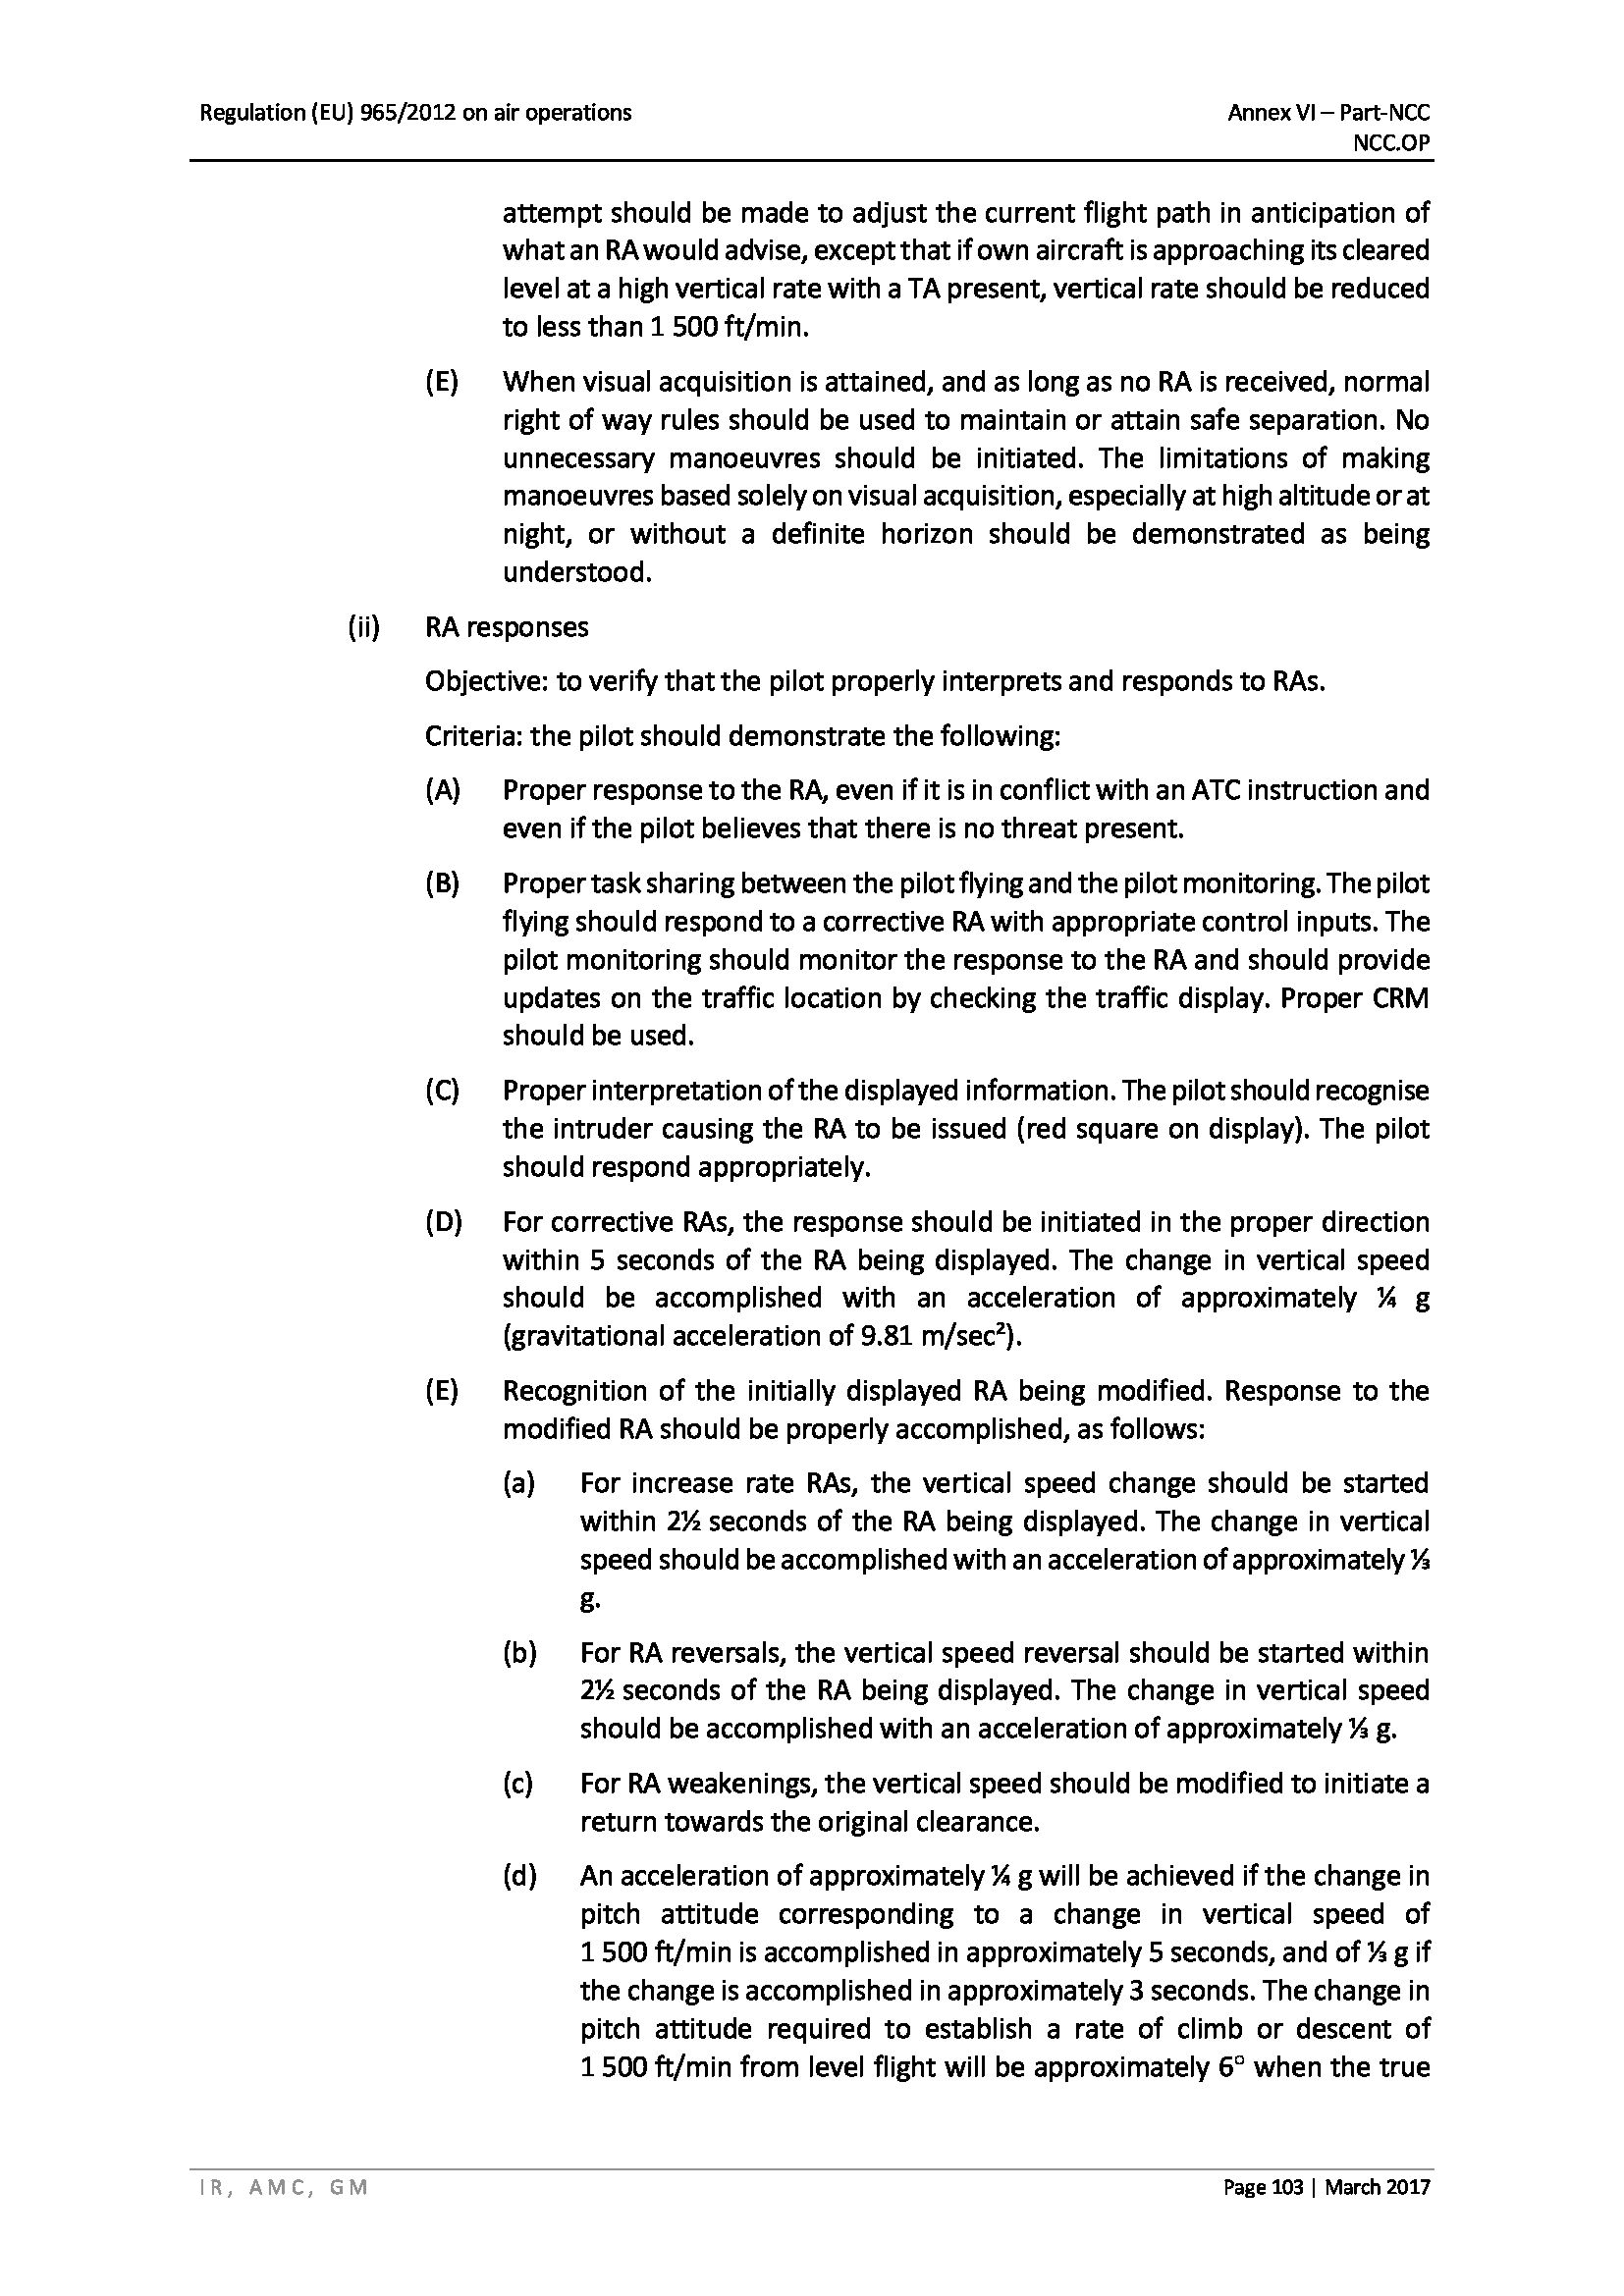 Regulation (EU) 965/2012 on air operations
Annex VI – Part-NCC
NCC.OP
attempt should be made to adjust the current flight path in anticipation of
what an RA would advise, except that if own aircraft is approaching its cleared
level at a high vertical rate with a TA present, vertical rate should be reduced
to less than 1 500 ft/min.
(E) When visual acquisition is attained, and as long as no RA is received, normal
right of way rules should be used to maintain or attain safe separation. No
unnecessary manoeuvres should be initiated. The limitations of making
manoeuvres based solely on visual acquisition, especially at high altitude or at
night, or without a definite horizon should be demonstrated as being
understood.
(ii) RA responses
Objective: to verify that the pilot properly interprets and responds to RAs.
Criteria: the pilot should demonstrate the following:
(A) Proper response to the RA, even if it is in conflict with an ATC instruction and
even if the pilot believes that there is no threat present.
(B) Proper task sharing between the pilot flying and the pilot monitoring. The pilot
flying should respond to a corrective RA with appropriate control inputs. The
pilot monitoring should monitor the response to the RA and should provide
updates on the traffic location by checking the traffic display. Proper CRM
should be used.
(C) Proper interpretation of the displayed information. The pilot should recognise
the intruder causing the RA to be issued (red square on display). The pilot
should respond appropriately.
(D) For corrective RAs, the response should be initiated in the proper direction
within 5 seconds of the RA being displayed. The change in vertical speed
should be accomplished with an acceleration of approximately ¼ g
(gravitational acceleration of 9.81 m/sec²).
(E) Recognition of the initially displayed RA being modified. Response to the
modified RA should be properly accomplished, as follows:
(a) For increase rate RAs, the vertical speed change should be started
within 2½ seconds of the RA being displayed. The change in vertical
speed should be accomplished with an acceleration of approximately ⅓
g.
(b) For RA reversals, the vertical speed reversal should be started within
2½ seconds of the RA being displayed. The change in vertical speed
should be accomplished with an acceleration of approximately ⅓ g.
(c) For RA weakenings, the vertical speed should be modified to initiate a
return towards the original clearance.
(d) An acceleration of approximately ¼ g will be achieved if the change in
pitch attitude corresponding to a change in vertical speed of
1 500 ft/min is accomplished in approximately 5 seconds, and of ⅓ g if
the change is accomplished in approximately 3 seconds. The change in
pitch attitude required to establish a rate of climb or descent of
1 500 ft/min from level flight will be approximately 6° when the true
IR, AMC, GM
Page 103 | March 2017